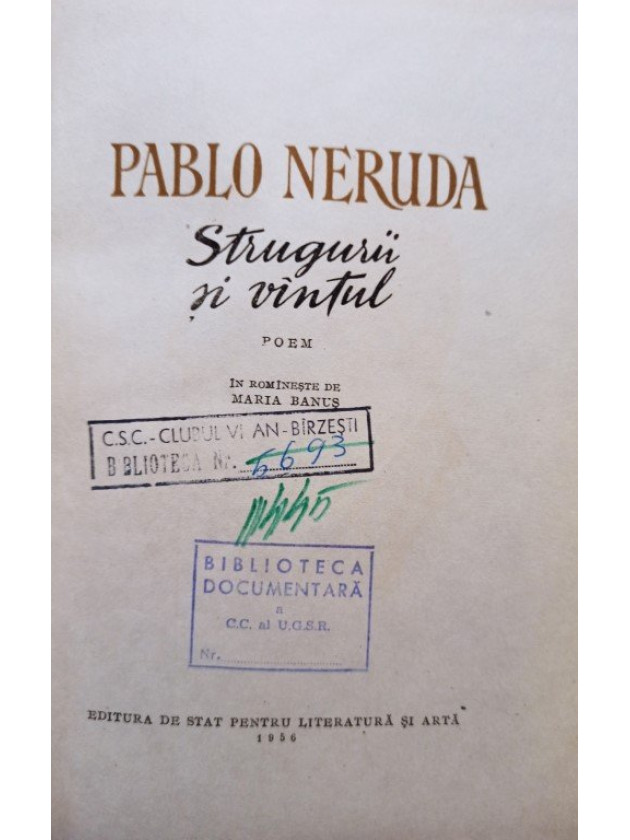 PABLO NERUDA
Strugurii
și vîntul
POEM
ÎN ROMÎNEȘTE DE
MARIA BANUȘ
C.S.C.-CLUBUL AN-BÎRZEȘTI
BIBLIOTECA Nr. 5693
BIBLIOTECA
DOCUMENTARĂ
a
C.C. al U.G.S.R.
Nr.
EDITURA DE STAT PENTRU LITERATURĂ ȘI ARTĂ
1956